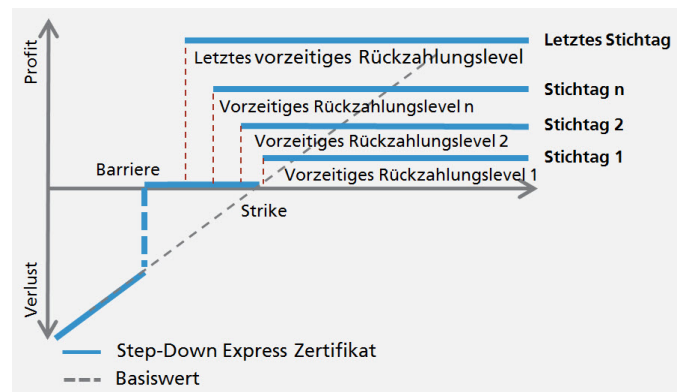 Profit
Letztes Stichtag
Letztes vorzeitiges Rückzahlungslevel
Stichtag n
Vorzeitiges Rückzahlungslevel n
Stichtag 2
Vorzeitiges Rückzahlungslevel 2
Stichtag 1
Barriere
Vorzeitiges Rückzahlungslevel 1
Strike
Verlust
Step-Down Express Zertifikat
Basiswert